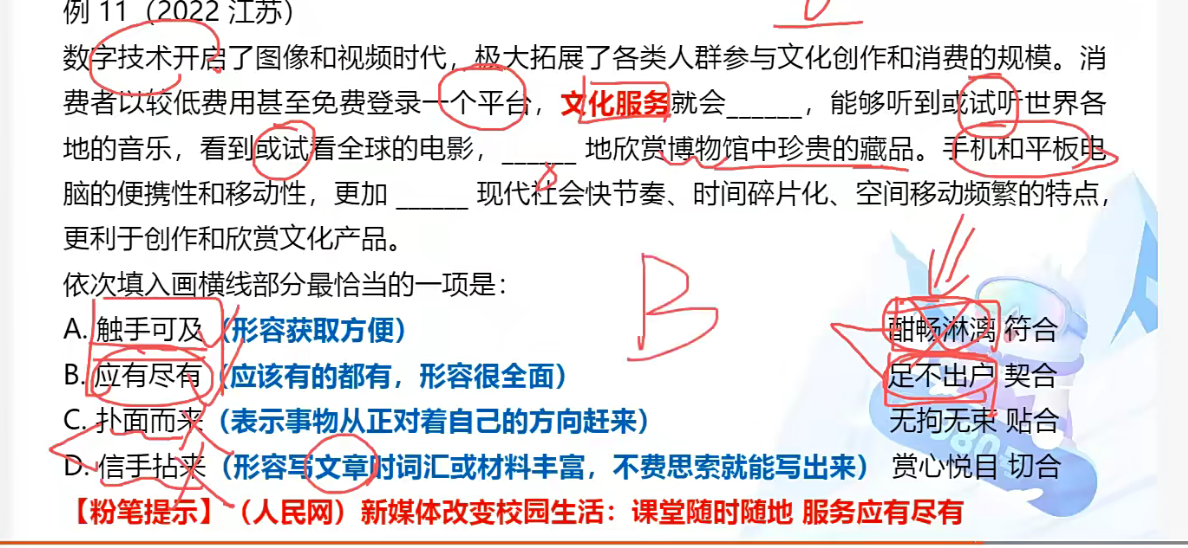 例 11（2022 江苏）
数字技术开启了图像和视频时代，极大拓展了各类人群参与文化创作和消费的规模。消
费者以较低费用甚至免费登录一个平台，文化服务就会______，能够听到或试听世界各
地的音乐，看到或试看全球的电影，______ 地欣赏博物馆中珍贵的藏品。手机和平板电
脑的便携性和移动性，更加 ______ 现代社会快节奏、时间碎片化、空间移动频繁的特点，
更利于创作和欣赏文化产品。
依次填入画横线部分最恰当的一项是：
A. 触手可及（形容获取方便） 酣畅淋漓 符合
B. 应有尽有（应该有的都有，形容很全面） 足不出户 契合
C. 扑面而来（表示事物从正对着自己的方向赶来） 无拘无束 贴合
D. 信手拈来（形容写文章时词汇或材料丰富，不费思索就能写出来） 赏心悦目 切合
【粉笔提示】（人民网）新媒体改变校园生活：课堂随时随地 服务应有尽有
B